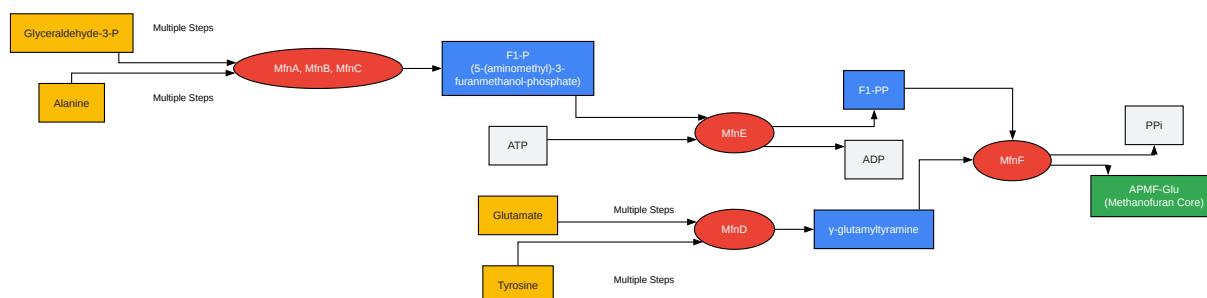 Glyceraldehyde-3-P
Multiple Steps
MfnA, MfnB, MfnC
Multiple Steps
Alanine
F1-P
(5-(aminomethyl)-3-
furanmethanol-phosphate)
F1-PP
ATP
MfnE
ADP
PPi
MfnF
APMF-Glu
(Methanofuran Core)
Glutamate
Multiple Steps
MfnD
γ-glutamyltyramine
Multiple Steps
Tyrosine